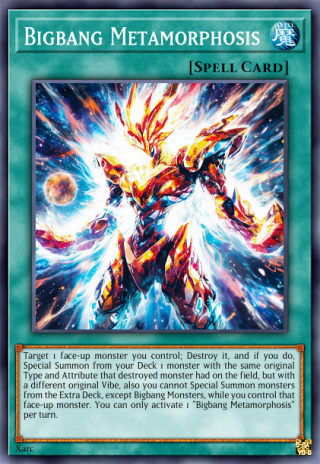 BIGBANG METAMORPHOSIS
[SPELL CARD]
Target 1 face-up monster you control; Destroy it, and if you do,
Special Summon from your Deck 1 monster with the same original
Type and Attribute that destroyed monster had on the field, but with
a different original Vibe, also you cannot Special Summon monsters
from the Extra Deck, except Bigbang Monsters, while you control that
face-up monster. You can only activate 1 "Bigbang Metamorphosis"
per turn.
Xarc